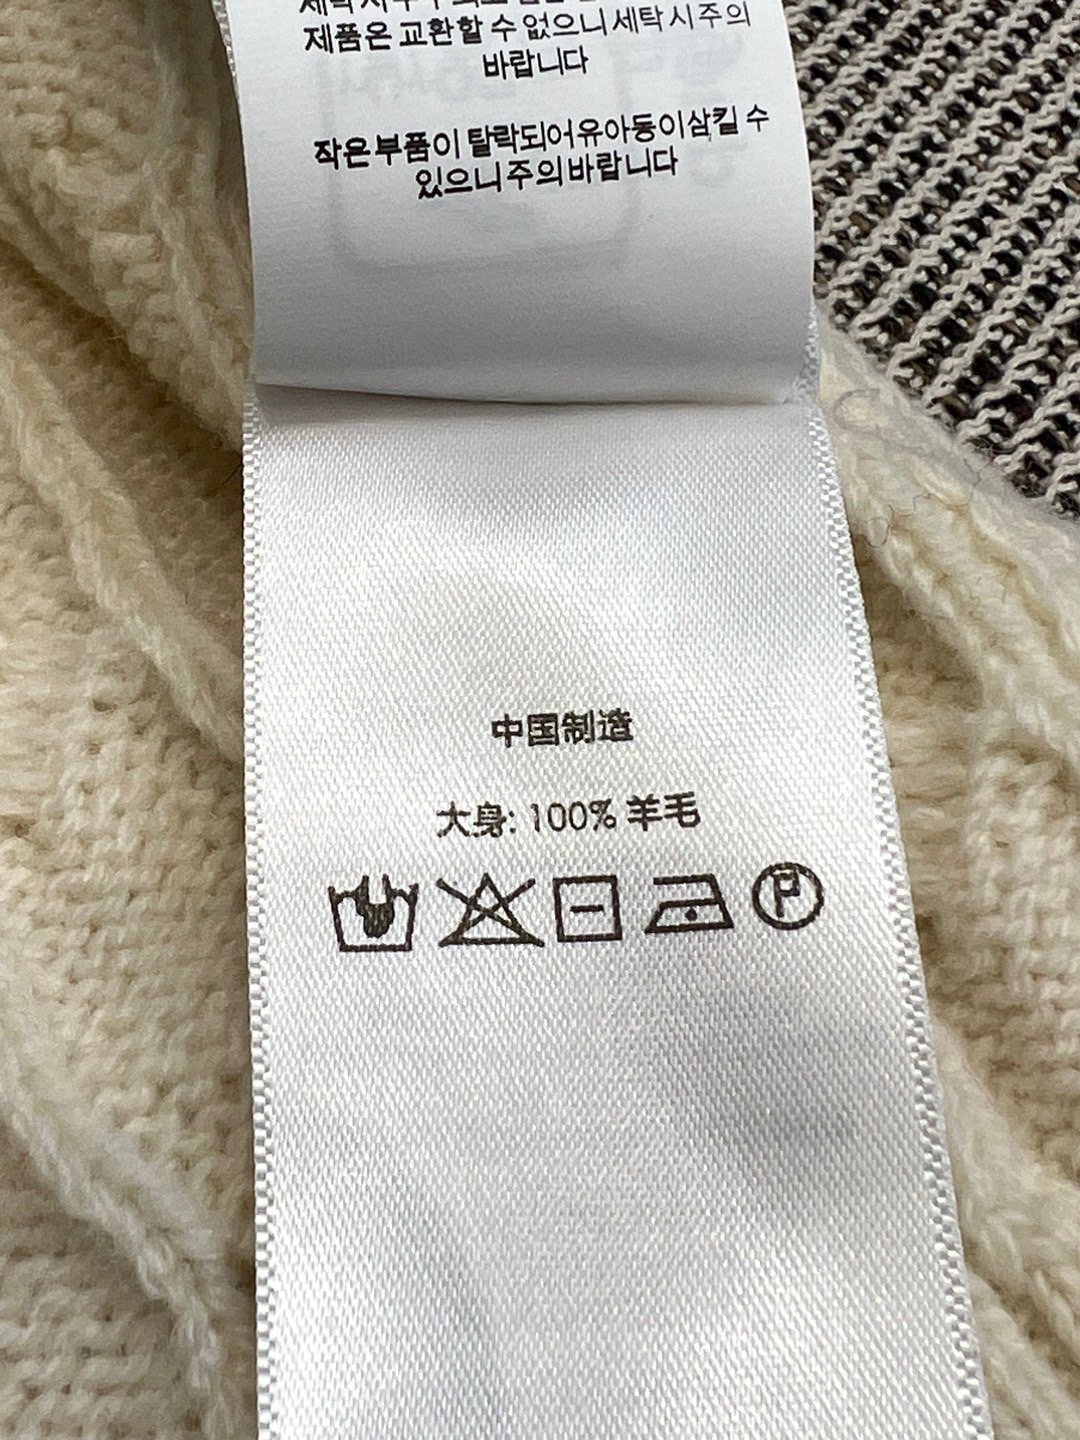 제품은 교환할 수 없으니 세탁 시 주의
바랍니다
작은 부품이 탈락되어 유아동이 삼킬 수
있으니 주의 바랍니다
中国制造
大身: 100% 羊毛
P